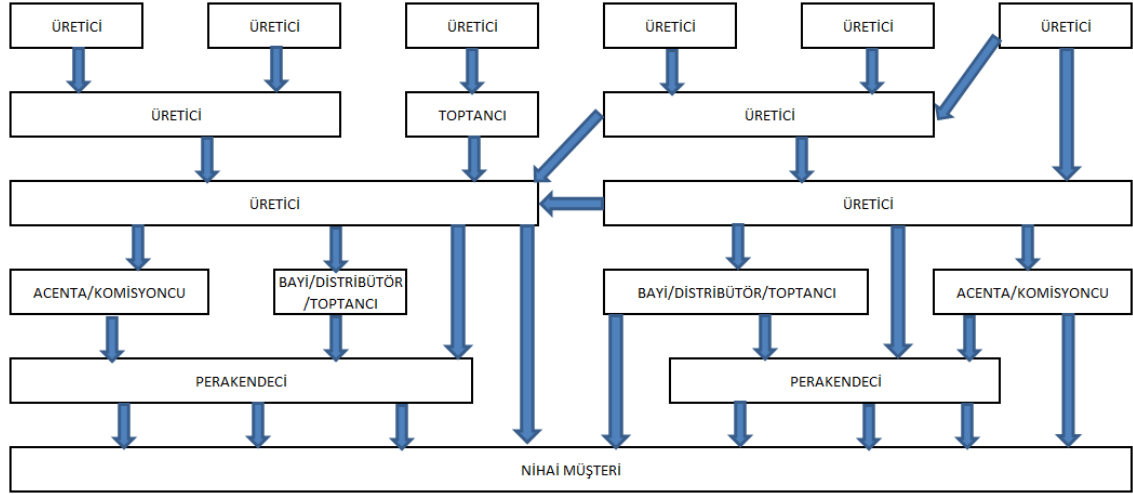 ÜRETİCİ
ÜRETİCİ
ÜRETİCİ
ÜRETİCİ
ÜRETİCİ
ÜRETİCİ
ÜRETİCİ
TOPTANCI
ÜRETİCİ
ÜRETİCİ
ÜRETİCİ
ACENTA/KOMİSYONCU
BAYİ/DİSTRİBÜTÖR
/TOPTANCI
BAYİ/DİSTRİBÜTÖR/TOPTANCI
ACENTA/KOMİSYONCU
PERAKENDECİ
PERAKENDECİ
NİHAİ MÜŞTERİ